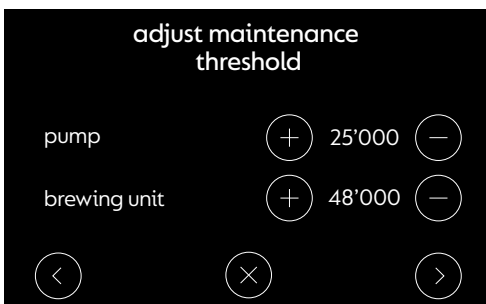 adjust maintenance
threshold
pump + 25’000 −
brewing unit + 48’000 −